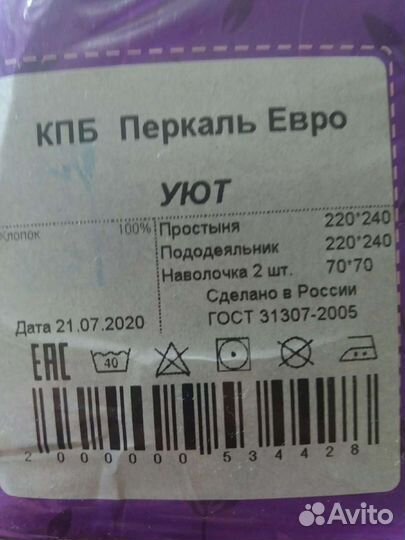 КПБ Перкаль Евро
УЮТ
Хлопок 100% Простыня 220*240
Пододеяльник 220*240
Наволочка 2 шт. 70*70
Сделано в России
Дата 21.07.2020 ГОСТ 31307-2005
EAC 40
2 000000 534428
Avito